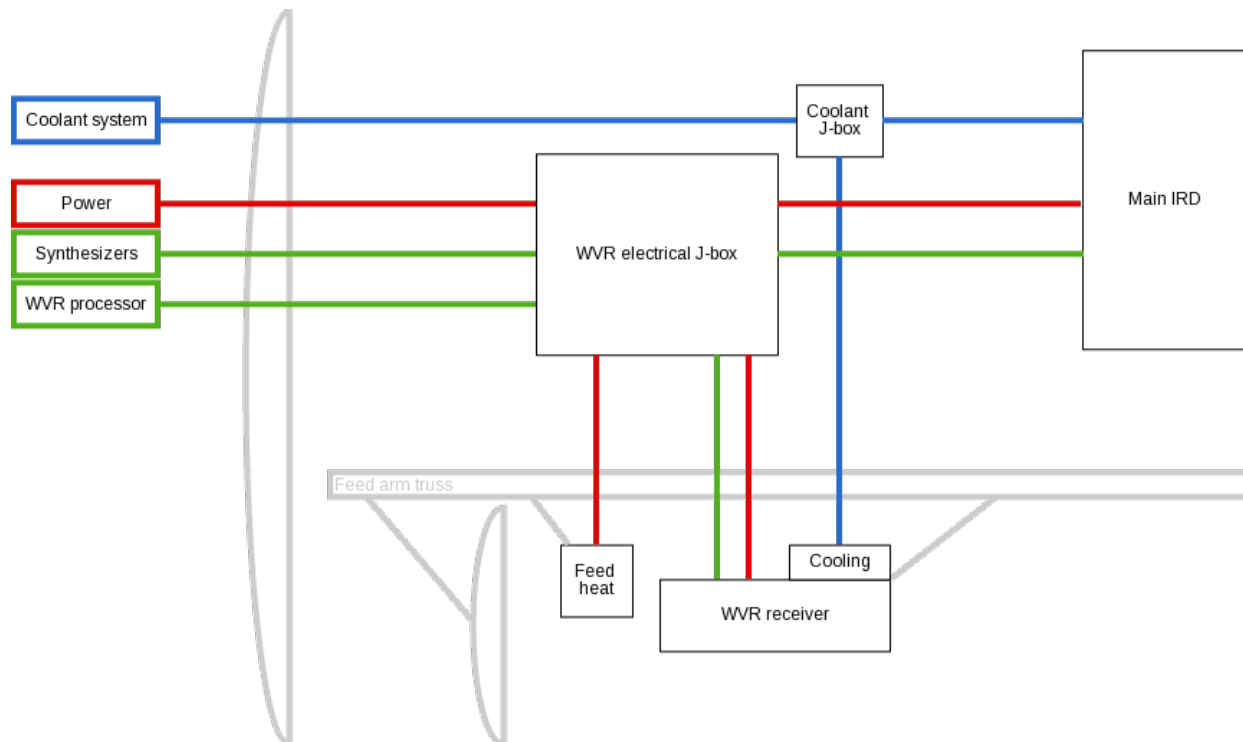 Coolant system
Coolant
J-box
Main IRD
Power
WVR electrical J-box
Synthesizers
WVR processor
Feed arm truss
Feed
heat
Cooling
WVR receiver